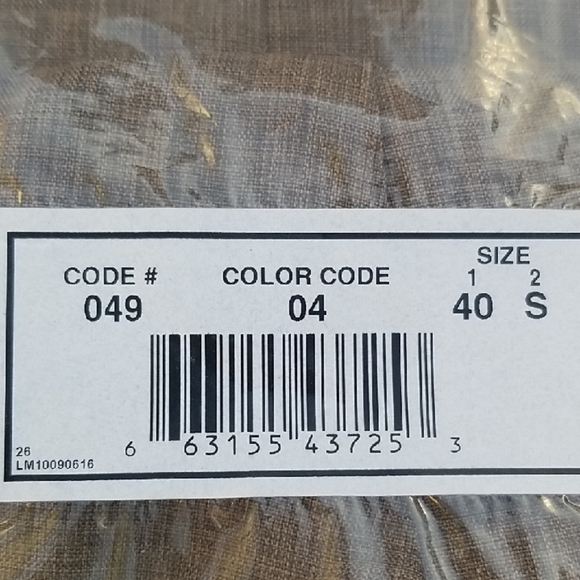 SIZE
CODE # COLOR CODE 1 2
049 04 40 S
26
LM10090616
6 63155 43725 3